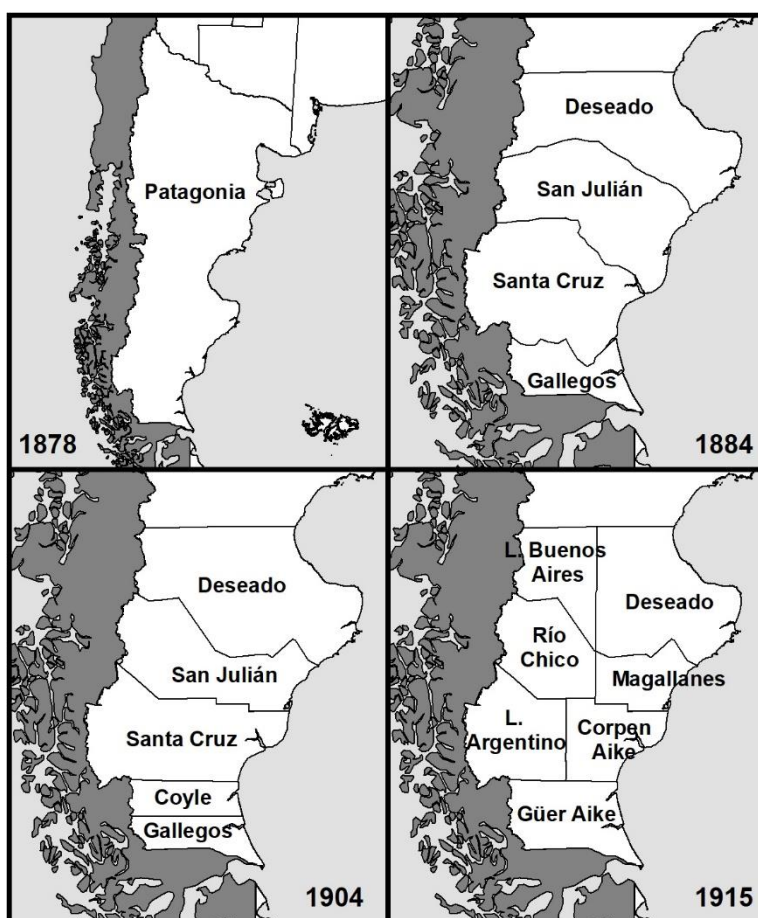 Patagonia
1878
Deseado
San Julián
Santa Cruz
Gallegos
1884
Deseado
San Julián
Santa Cruz
Coyle
Gallegos
1904
L. Buenos
Aires
Deseado
Río
Chico
Magallanes
L.
Argentino
Corpen
Aike
Güer Aike
1915